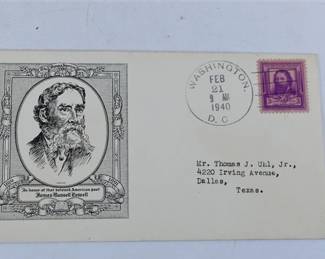 In honor of that beloved American poet
James Russell Lowell
WASHINGTON,
FEB
21
9 AM
1940
D. C.
Mr. Thomas J. Uhl, Jr.,
4220 Irving Avenue,
Dallas,
Texas.